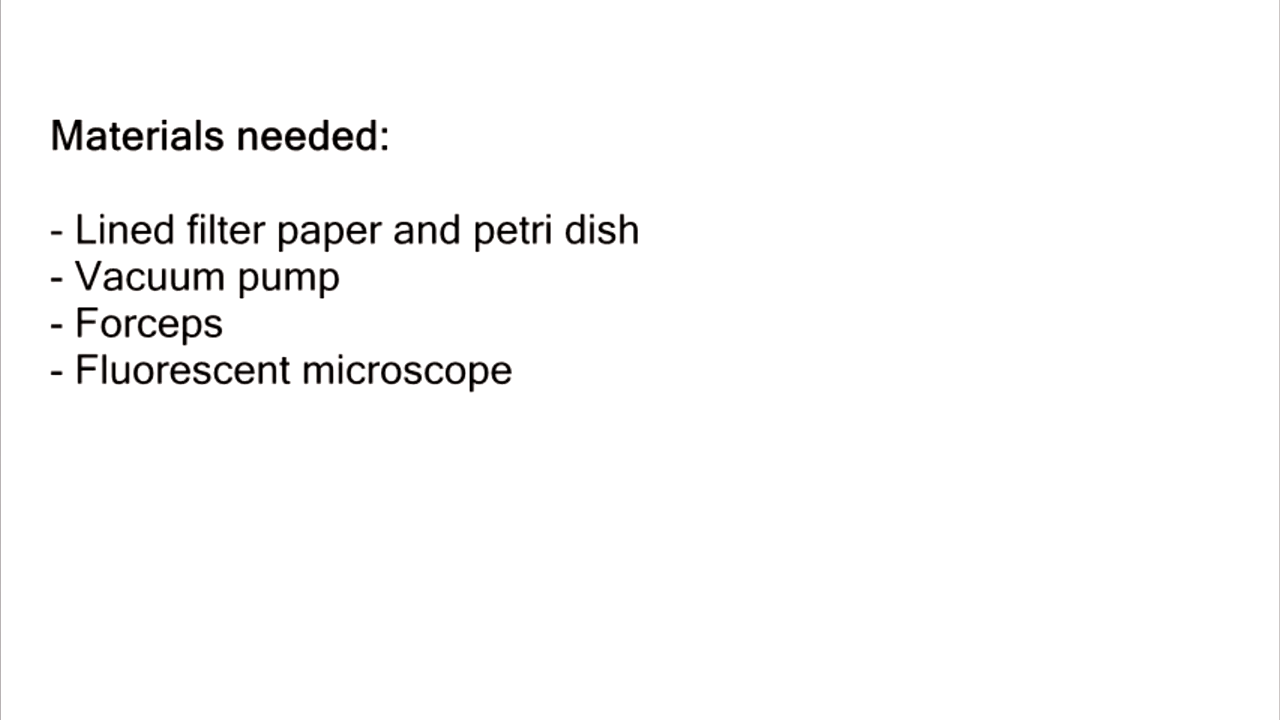 Materials needed:
- Lined filter paper and petri dish
- Vacuum pump
- Forceps
- Fluorescent microscope